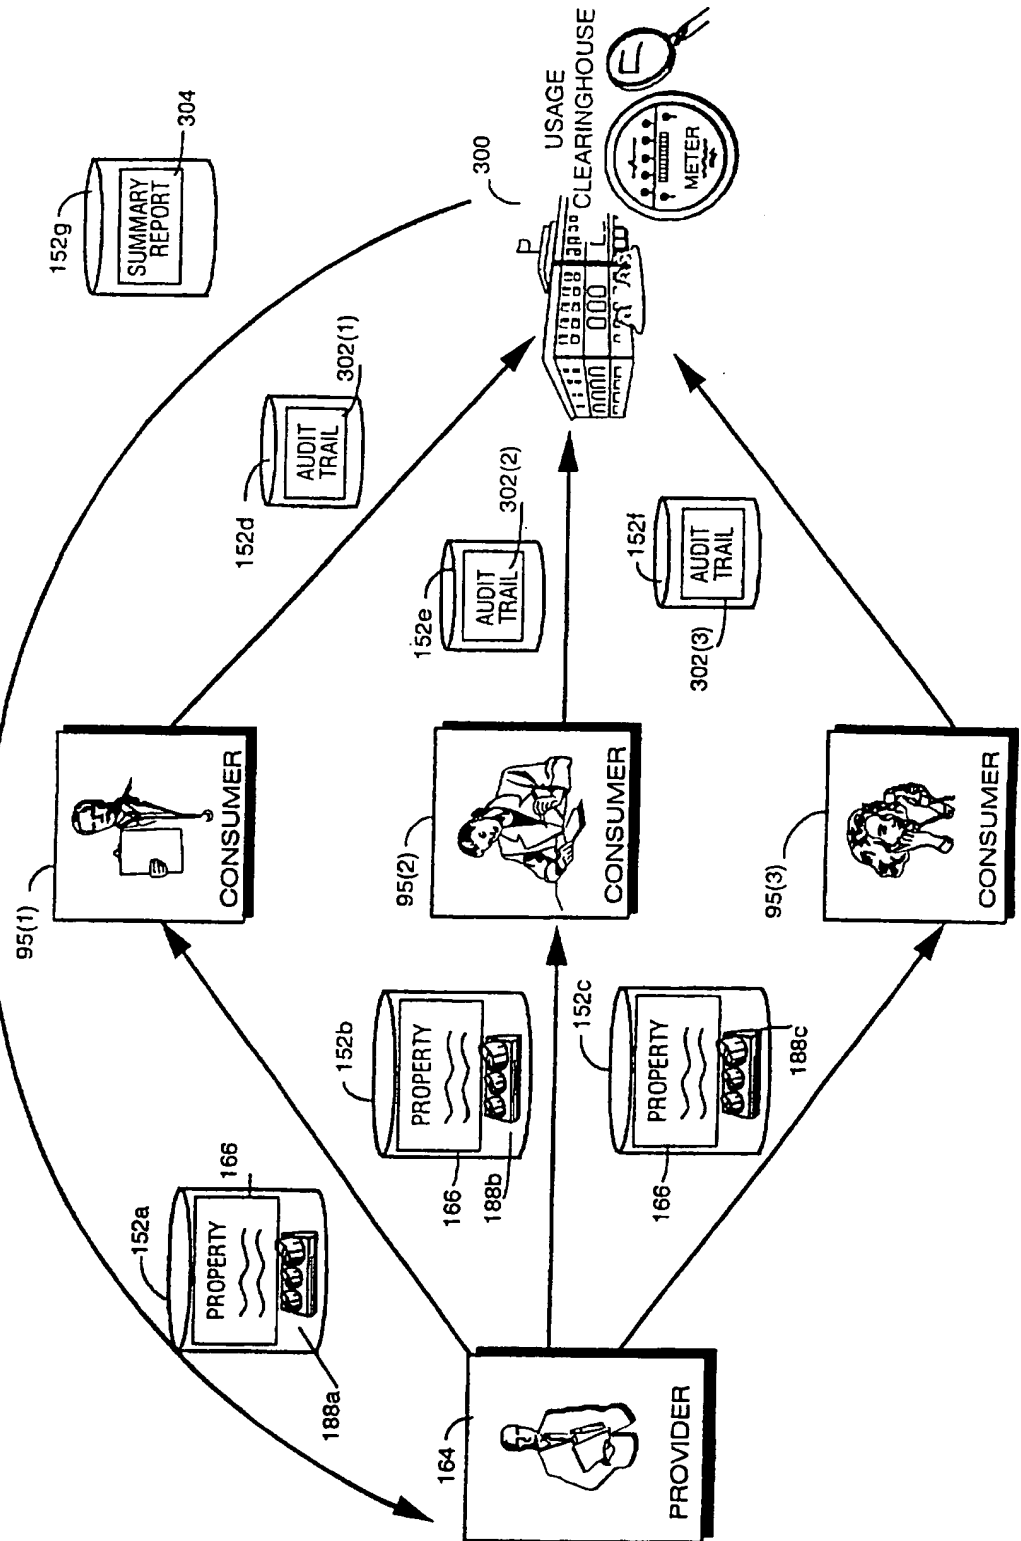 152g
SUMMARY
REPORT
304
300
USAGE
CLEARINGHOUSE
METER
152d
AUDIT
TRAIL
302(1)
152e
AUDIT
TRAIL
302(2)
152f
AUDIT
TRAIL
302(3)
95(1)
CONSUMER
95(2)
CONSUMER
95(3)
CONSUMER
152a
PROPERTY
166
188a
152b
PROPERTY
166
188b
152c
PROPERTY
166
188c
164
PROVIDER